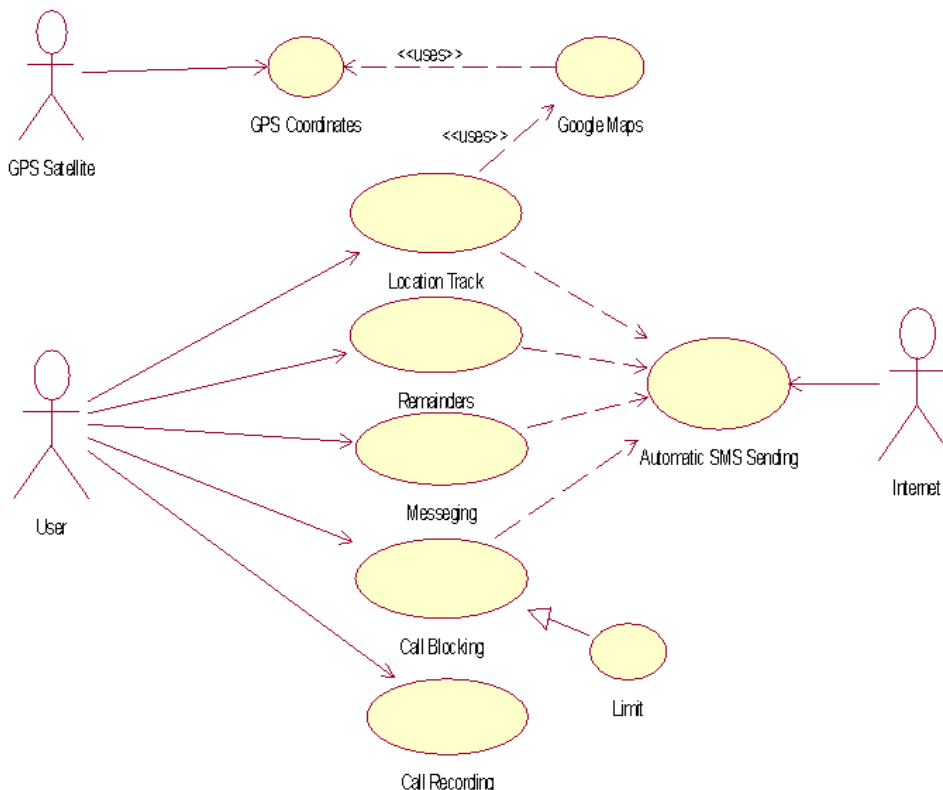 <<uses>>
GPS Coordinates
Google Maps
<<uses>>
GPS Satellite
Location Track
Remainders
Automatic SMS Sending
Internet
Messeging
User
Call Blocking
Limit
Call Recording